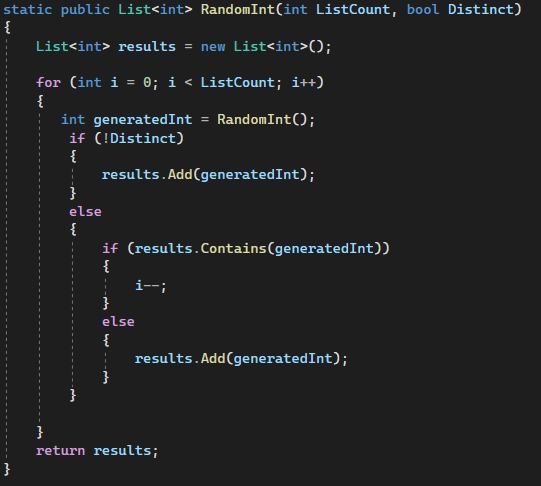 static public List<int> RandomInt(int ListCount, bool Distinct)
{
    List<int> results = new List<int>();

    for (int i = 0; i < ListCount; i++)
    {
       int generatedInt = RandomInt();
        if (!Distinct)
        {
            results.Add(generatedInt);
        }
        else
        {
            if (results.Contains(generatedInt))
            {
                i--;
            }
            else
            {
                results.Add(generatedInt);
            }
        }

    }
    return results;
}